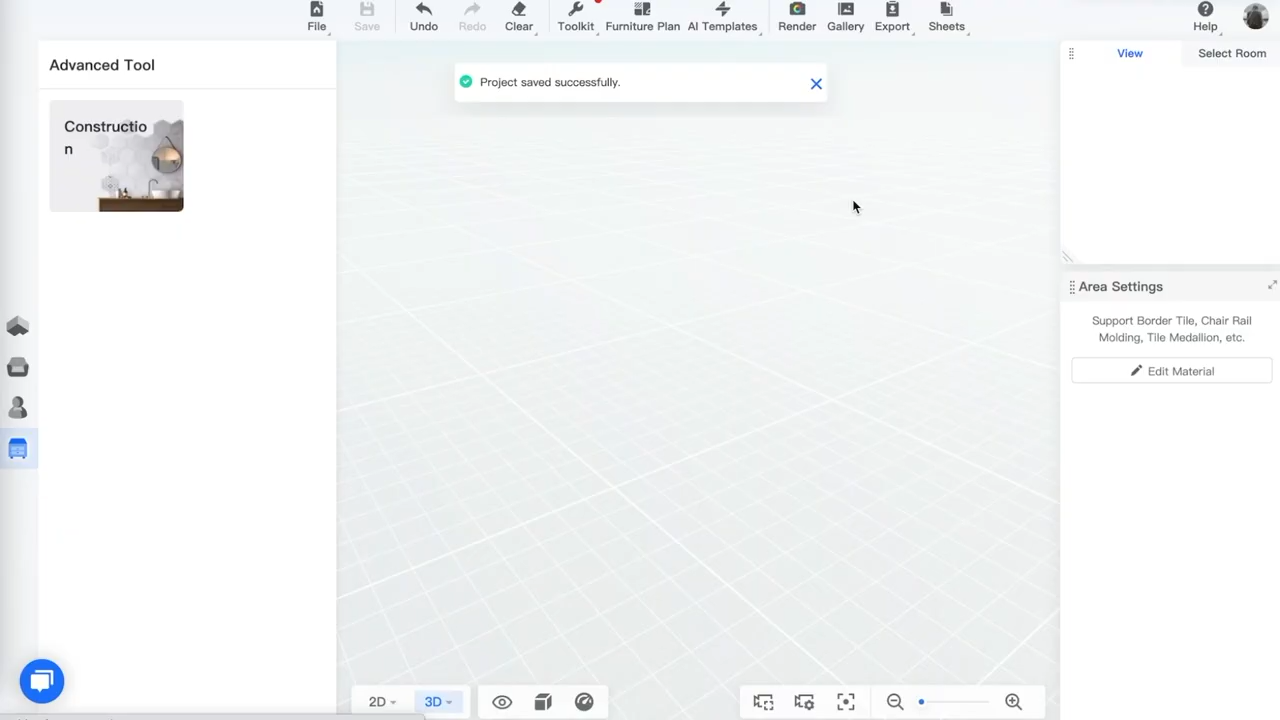 File
Save
Undo
Redo
Clear
Toolkit
Furniture Plan
AI Templates
Render
Gallery
Export
Sheets
Help
Advanced Tool
Constructio
n
Project saved successfully.
View
Select Room
Area Settings
Support Border Tile, Chair Rail
Molding, Tile Medallion, etc.
Edit Material
2D
3D